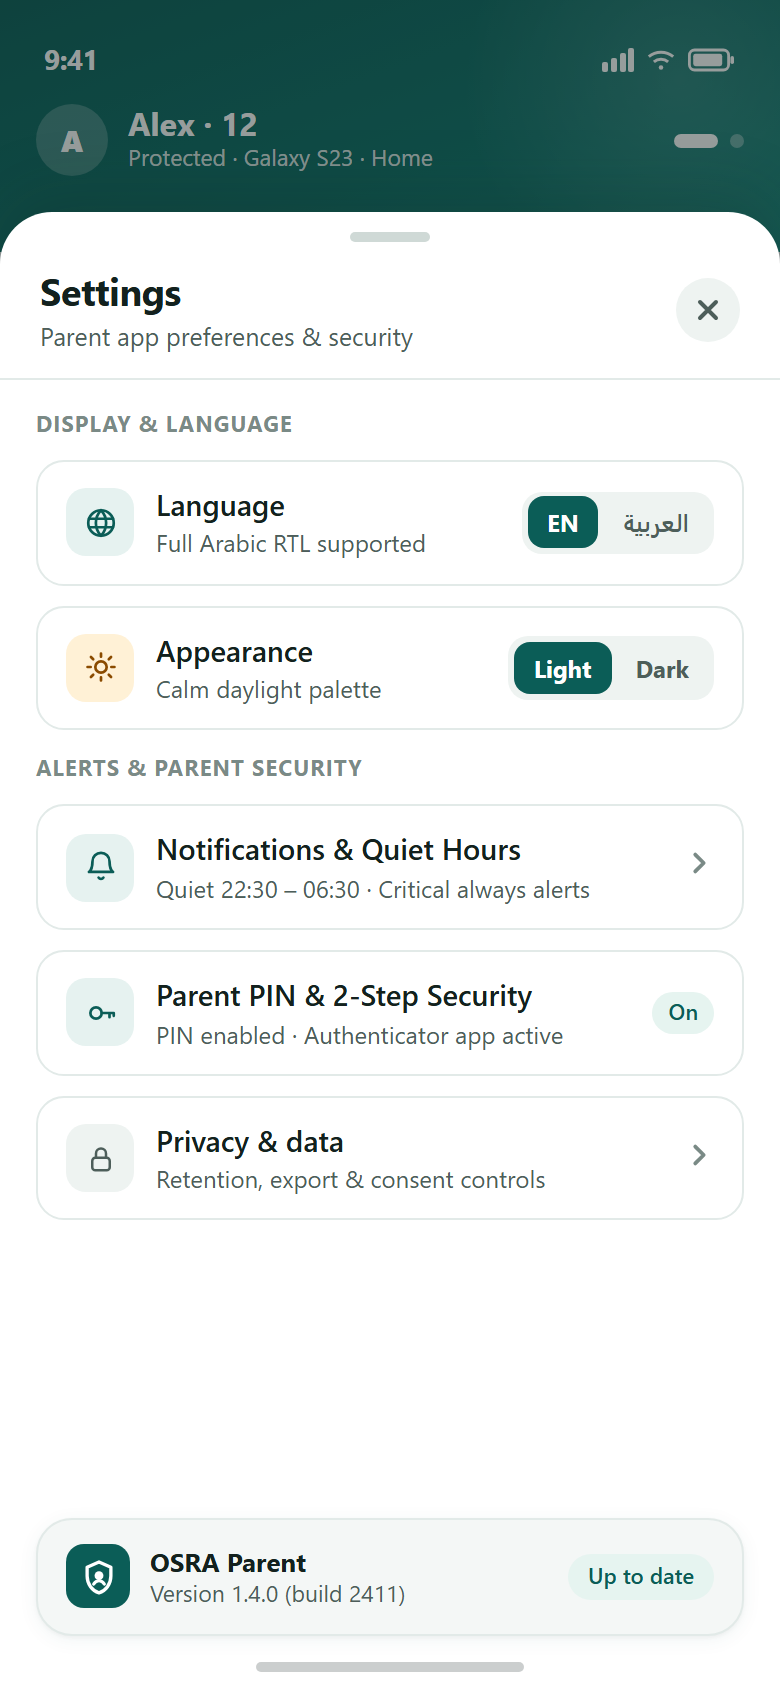 9:41
A
Alex · 12
Protected · Galaxy S23 · Home
Settings
Parent app preferences & security
DISPLAY & LANGUAGE
Language
Full Arabic RTL supported
EN
العربية
Appearance
Calm daylight palette
Light
Dark
ALERTS & PARENT SECURITY
Notifications & Quiet Hours
Quiet 22:30 – 06:30 · Critical always alerts
Parent PIN & 2-Step Security
PIN enabled · Authenticator app active
On
Privacy & data
Retention, export & consent controls
OSRA Parent
Version 1.4.0 (build 2411)
Up to date